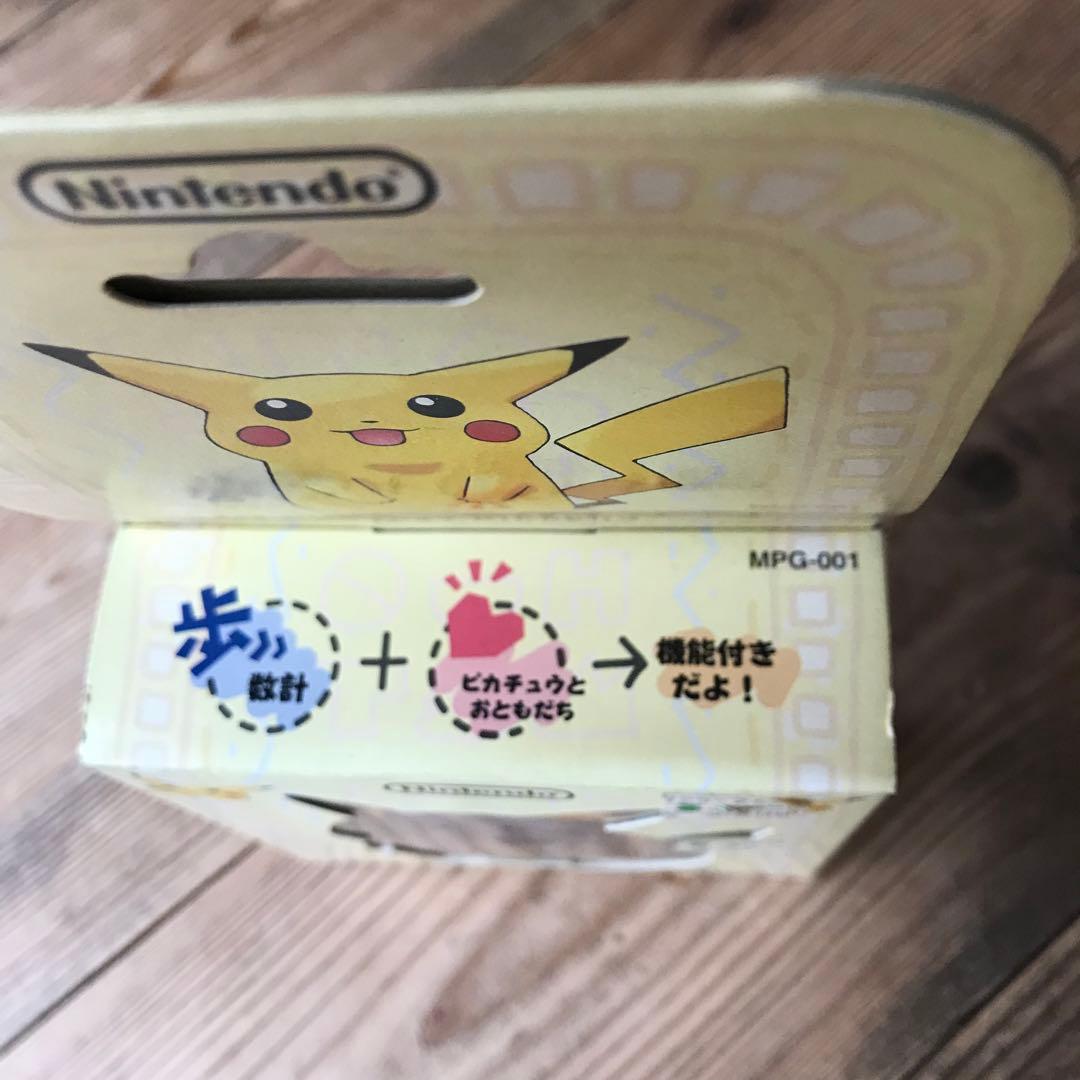 Nintendo
MPG-001
歩
数計
+
ピカチュウと
おともだち
→
機能付き
だよ！
Nintendo